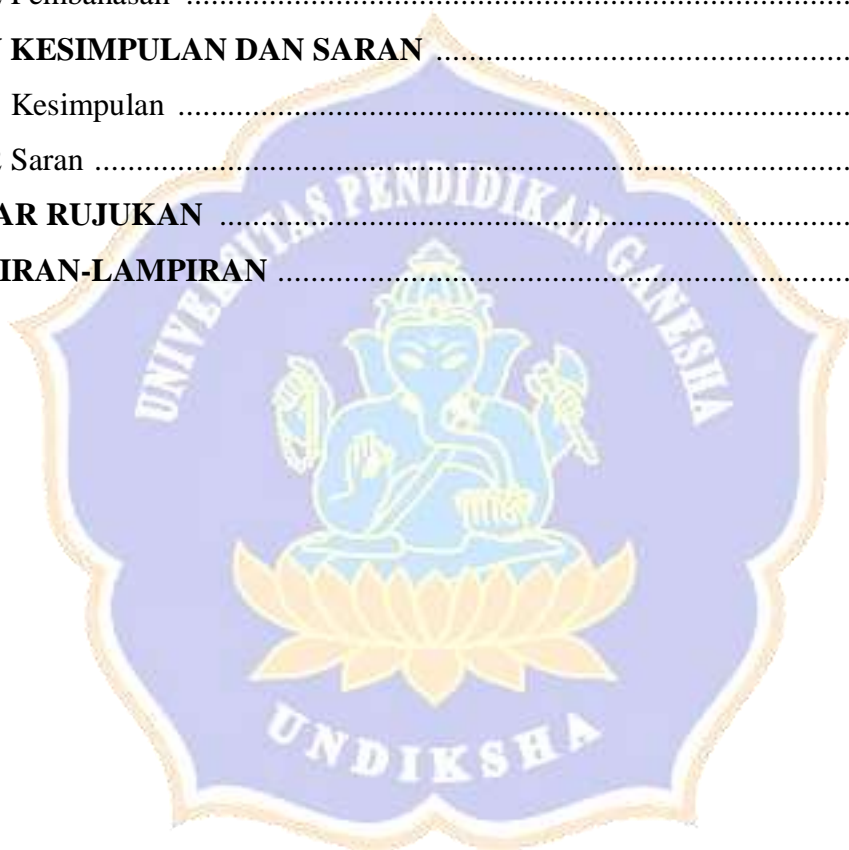 Pembahasan
KESIMPULAN DAN SARAN
Kesimpulan
Saran
AR RUJUKAN
IRAN-LAMPIRAN
UNIVERSITAS PENDIDIKAN GANESHA
UNDIKSHA